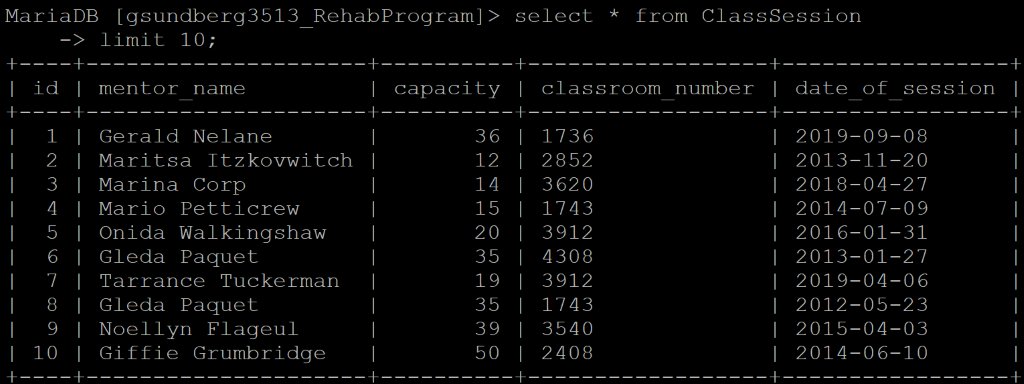 MariaDB [gsundberg3513_RehabProgram]> select * from ClassSession
    -> limit 10;
+----+----------------------+----------+------------------+-----------------+
| id | mentor_name          | capacity | classroom_number | date_of_session |
+----+----------------------+----------+------------------+-----------------+
|  1 | Gerald Nelane        |       36 | 1736             | 2019-09-08      |
|  2 | Maritsa Itzkovwitch  |       12 | 2852             | 2013-11-20      |
|  3 | Marina Corp          |       14 | 3620             | 2018-04-27      |
|  4 | Mario Petticrew      |       15 | 1743             | 2014-07-09      |
|  5 | Onida Walkingshaw    |       20 | 3912             | 2016-01-31      |
|  6 | Gleda Paquet         |       35 | 4308             | 2013-01-27      |
|  7 | Tarrance Tuckerman   |       19 | 3912             | 2019-04-06      |
|  8 | Gleda Paquet         |       35 | 1743             | 2012-05-23      |
|  9 | Noellyn Flageul      |       39 | 3540             | 2015-04-03      |
| 10 | Giffie Grumbridge    |       50 | 2408             | 2014-06-10      |
+----+----------------------+----------+------------------+-----------------+